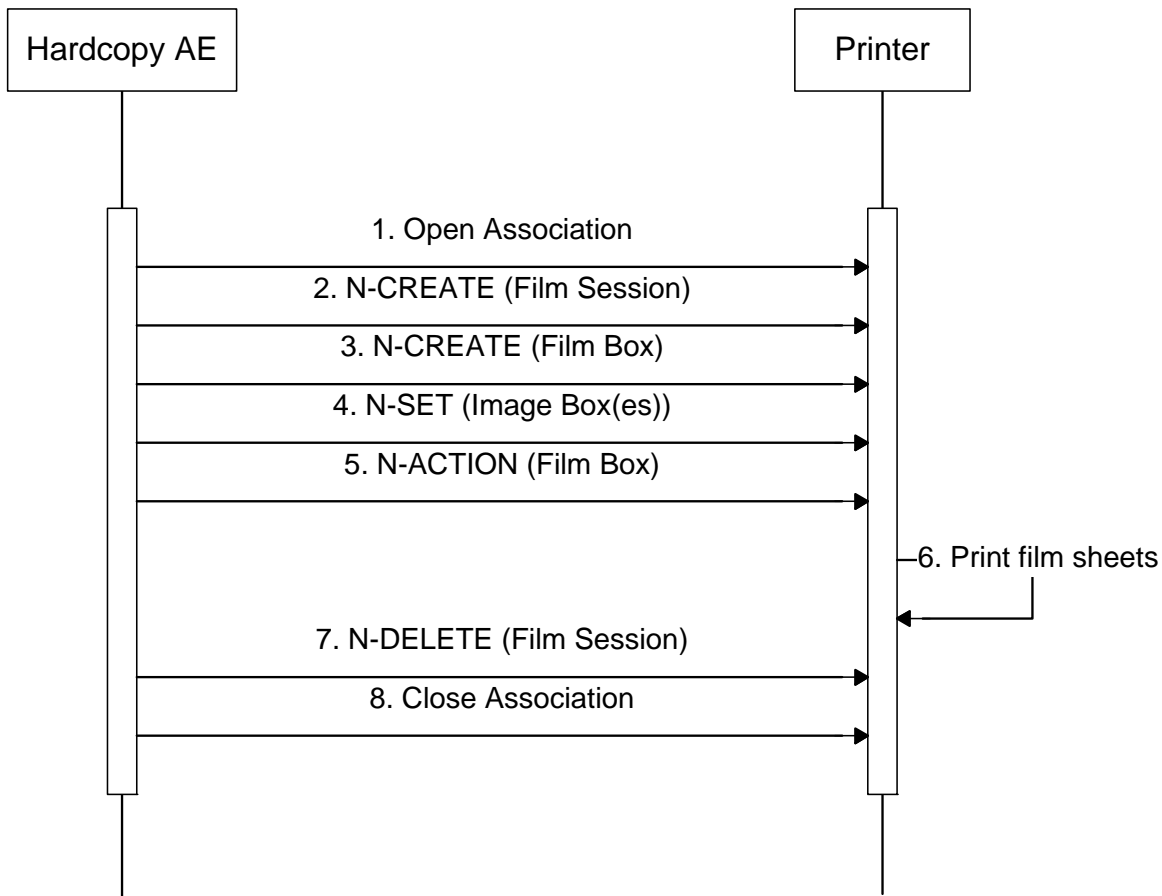 Hardcopy AE
Printer
1. Open Association
2. N-CREATE (Film Session)
3. N-CREATE (Film Box)
4. N-SET (Image Box(es))
5. N-ACTION (Film Box)
6. Print film sheets
7. N-DELETE (Film Session)
8. Close Association